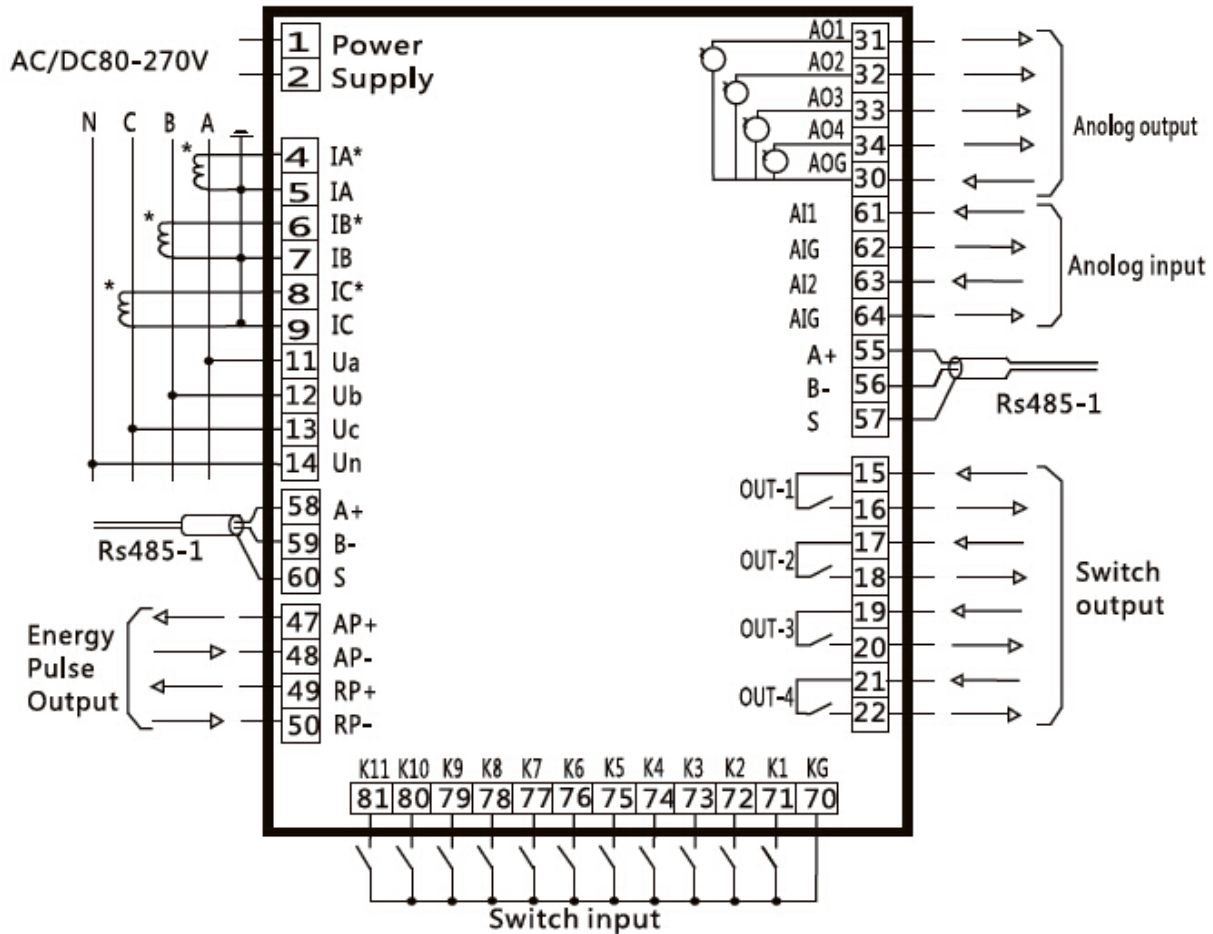 AC/DC80-270V
1 Power
2 Supply
N C B A
* 4 IA*
5 IA
* 6 IB*
7 IB
* 8 IC*
9 IC
11 Ua
12 Ub
13 Uc
14 Un
58 A+
59 B-
60 S
Rs485-1
47 AP+
48 AP-
49 RP+
50 RP-
Energy
Pulse
Output
AO1 31
AO2 32
AO3 33
AO4 34
AOG 30
Anolog output
AI1 61
AIG 62
AI2 63
AIG 64
Anolog input
A+ 55
B- 56
S 57
Rs485-1
OUT-1 15
16
OUT-2 17
18
OUT-3 19
20
OUT-4 21
22
Switch
output
K11 K10 K9 K8 K7 K6 K5 K4 K3 K2 K1 KG
81 80 79 78 77 76 75 74 73 72 71 70
Switch input